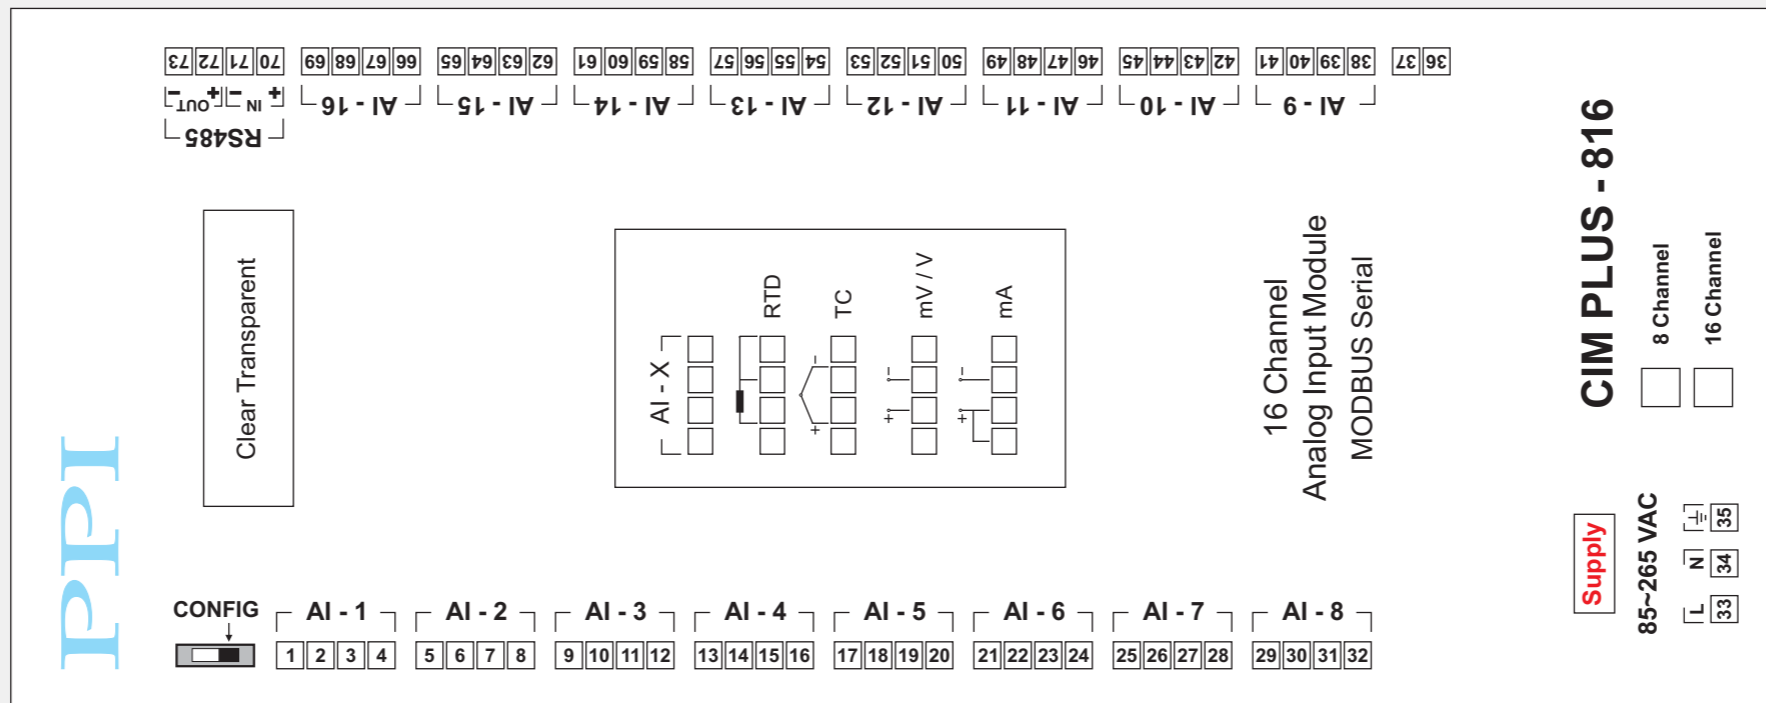 73 72 71 70 69 68 67 66 65 64 63 62 61 60 59 58 57 56 55 54 53 52 51 50 49 48 47 46 45 44 43 42 41 40 39 38 37 36
- + - +
OUT IN
RS485
AI - 16 AI - 15 AI - 14 AI - 13 AI - 12 AI - 11 AI - 10 AI - 9
PPI
Clear Transparent
AI - X
RTD
TC
+ -
mV / V
+ -
mA
+ -
16 Channel
Analog Input Module
MODBUS Serial
CIM PLUS - 816
8 Channel
16 Channel
Supply
85~265 VAC
L N
33 34 35
CONFIG
AI - 1 AI - 2 AI - 3 AI - 4 AI - 5 AI - 6 AI - 7 AI - 8
1 2 3 4 5 6 7 8 9 10 11 12 13 14 15 16 17 18 19 20 21 22 23 24 25 26 27 28 29 30 31 32